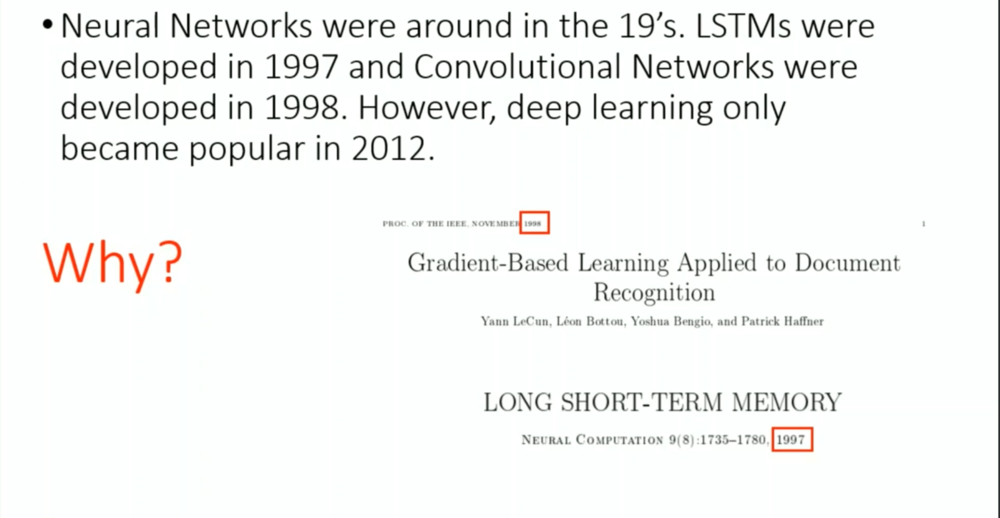 • Neural Networks were around in the 19’s. LSTMs were
developed in 1997 and Convolutional Networks were
developed in 1998. However, deep learning only
became popular in 2012.
PROC. OF THE IEEE, NOVEMBER 1998 1
Why?
Gradient-Based Learning Applied to Document
Recognition
Yann LeCun, Léon Bottou, Yoshua Bengio, and Patrick Haffner
LONG SHORT-TERM MEMORY
NEURAL COMPUTATION 9(8):1735–1780, 1997